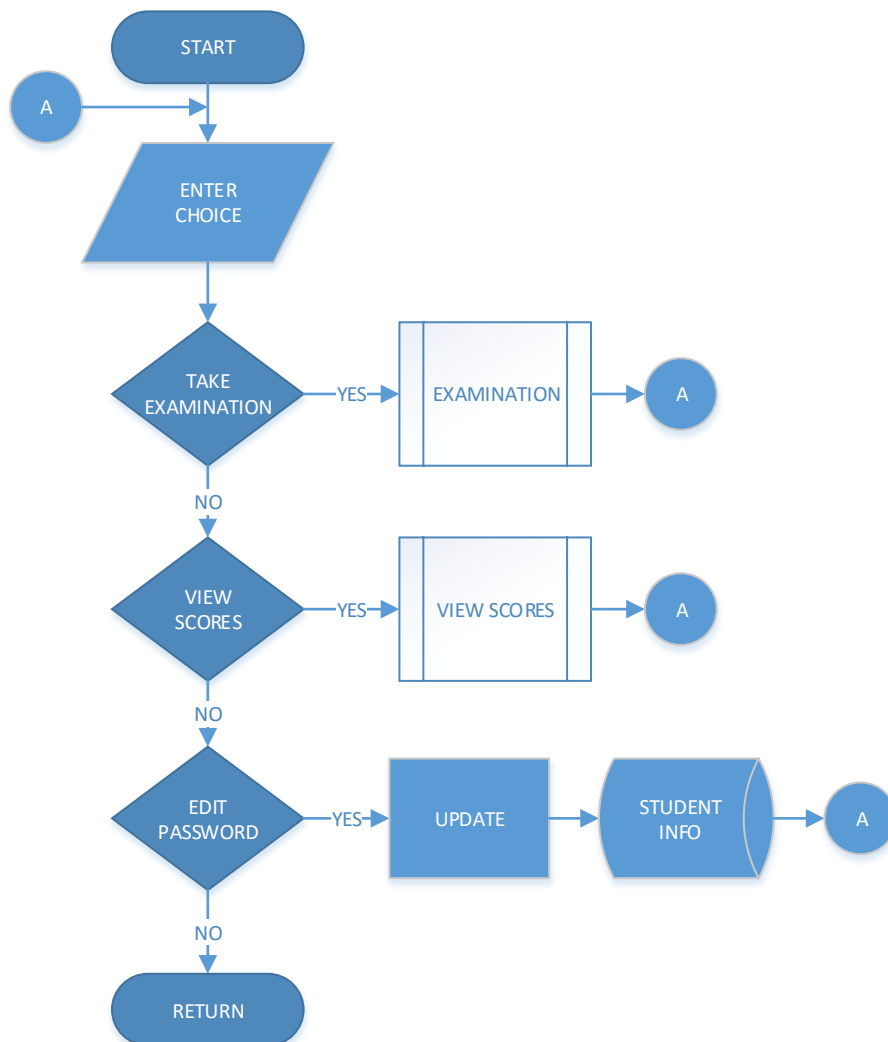 START
A
ENTER
CHOICE
TAKE
EXAMINATION
YES
EXAMINATION
A
NO
VIEW
SCORES
YES
VIEW SCORES
A
NO
EDIT
PASSWORD
YES
UPDATE
STUDENT
INFO
A
NO
RETURN